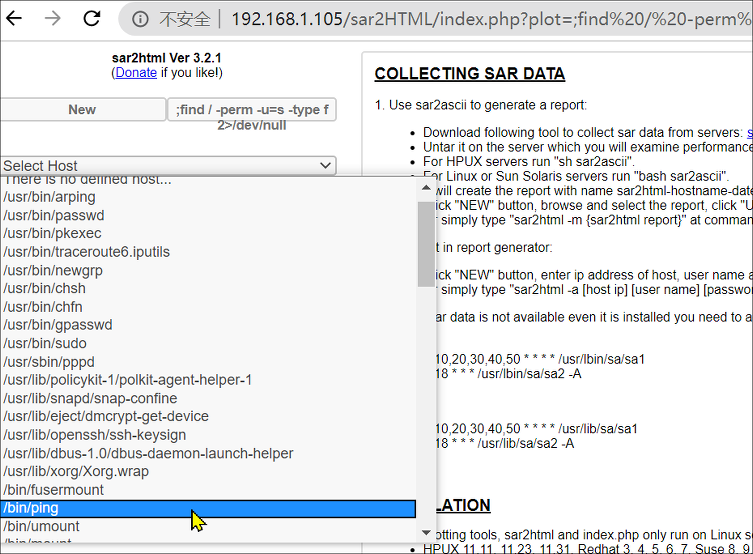 不安全 192.168.1.105/sar2HTML/index.php?plot=;find%20/%20-perm%
sar2html Ver 3.2.1
(Donate if you like!)
New
;find / -perm -u=s -type f
2>/dev/null
Select Host
There is no defined host...
/usr/bin/arping
/usr/bin/passwd
/usr/bin/pkexec
/usr/bin/traceroute6.iputils
/usr/bin/newgrp
/usr/bin/chsh
/usr/bin/chfn
/usr/bin/gpasswd
/usr/bin/sudo
/usr/sbin/pppd
/usr/lib/policykit-1/polkit-agent-helper-1
/usr/lib/snapd/snap-confine
/usr/lib/eject/dmcrypt-get-device
/usr/lib/openssh/ssh-keysign
/usr/lib/dbus-1.0/dbus-daemon-launch-helper
/usr/lib/xorg/Xorg.wrap
/bin/fusermount
/bin/ping
/bin/umount
/bin/mount
COLLECTING SAR DATA
1. Use sar2ascii to generate a report:
Download following tool to collect sar data from servers: s
Untar it on the server which you will examine performance
For HPUX servers run "sh sar2ascii".
For Linux or Sun Solaris servers run "bash sar2ascii".
will create the report with name sar2html-hostname-date
ick "NEW" button, browse and select the report, click "U
r simply type "sar2html -m {sar2html report}" at comman
t in report generator:
ick "NEW" button, enter ip address of host, user name a
r simply type "sar2html -a [host ip] [user name] [passwor
ar data is not available even it is installed you need to a
10,20,30,40,50 * * * * /usr/lbin/sa/sa1
18 * * * /usr/lbin/sa/sa2 -A
10,20,30,40,50 * * * * /usr/lib/sa/sa1
18 * * * /usr/lib/sa/sa2 -A
LATION
otting tools, sar2html and index.php only run on Linux s
HPUX 11.11, 11.23, 11.31, Redhat 3, 4, 5, 6, 7, Suse 8, 9